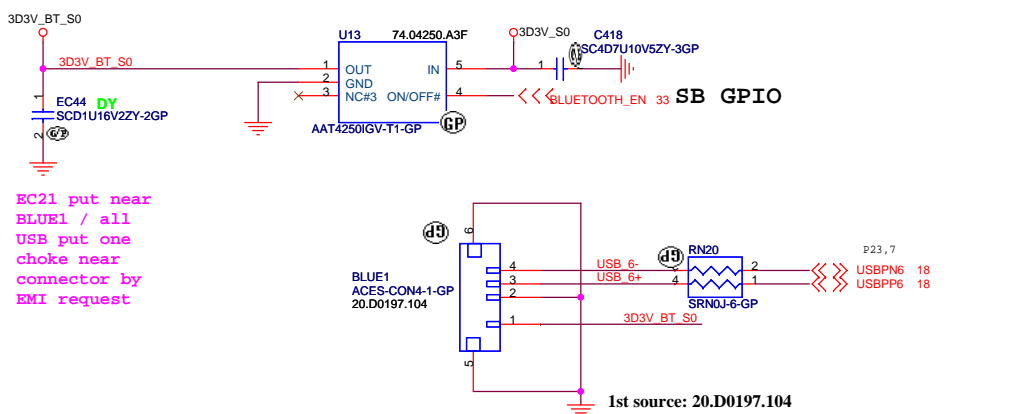 3D3V_BT_S0
3D3V_BT_S0
U13
74.04250.A3F
1
OUT
IN
5
2
GND
3
NC#3
ON/OFF#
4
AAT4250IGV-T1-GP
GP
3D3V_S0
C418
SC4D7U10V5ZY-3GP
1
2
BLUETOOTH_EN 33
SB GPIO
1
EC44
DY
SCD1U16V2ZY-2GP
2
G/P
EC21 put near
BLUE1 / all
USB put one
choke near
connector by
EMI request
GP
6
BLUE1
ACES-CON4-1-GP
20.D0197.104
4
3
2
1
5
USB_6-
USB_6+
3D3V_BT_S0
GP
RN20
3
4
2
1
SRN0J-6-GP
P23,7
USBPN6 18
USBPP6 18
1st source: 20.D0197.104